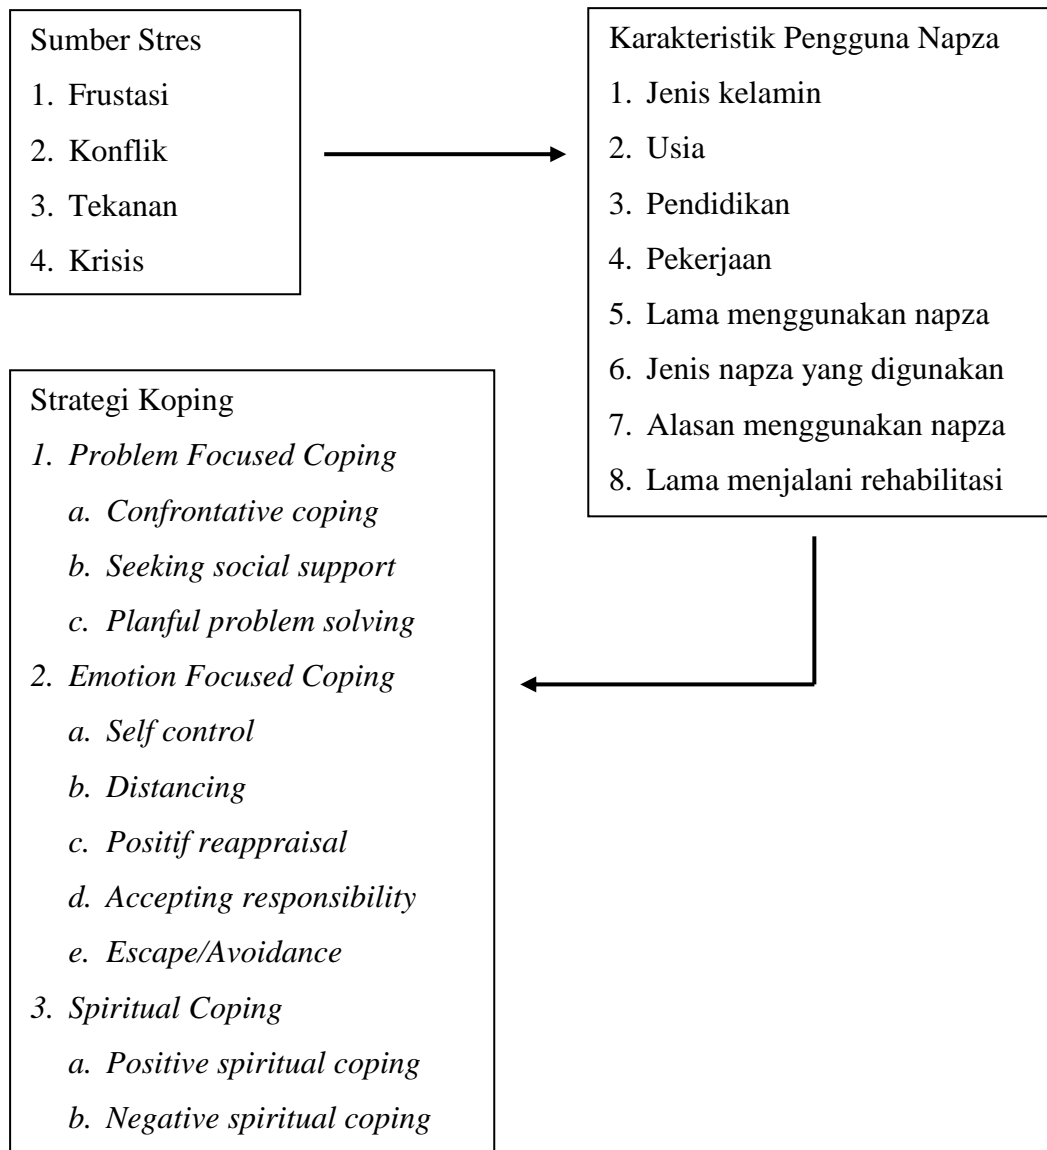 Sumber Stres
1. Frustasi
2. Konflik
3. Tekanan
4. Krisis
Karakteristik Pengguna Napza
1. Jenis kelamin
2. Usia
3. Pendidikan
4. Pekerjaan
5. Lama menggunakan napza
6. Jenis napza yang digunakan
7. Alasan menggunakan napza
8. Lama menjalani rehabilitasi
Strategi Koping
1. Problem Focused Coping
a. Confrontative coping
b. Seeking social support
c. Planful problem solving
2. Emotion Focused Coping
a. Self control
b. Distancing
c. Positif reappraisal
d. Accepting responsibility
e. Escape/Avoidance
3. Spiritual Coping
a. Positive spiritual coping
b. Negative spiritual coping